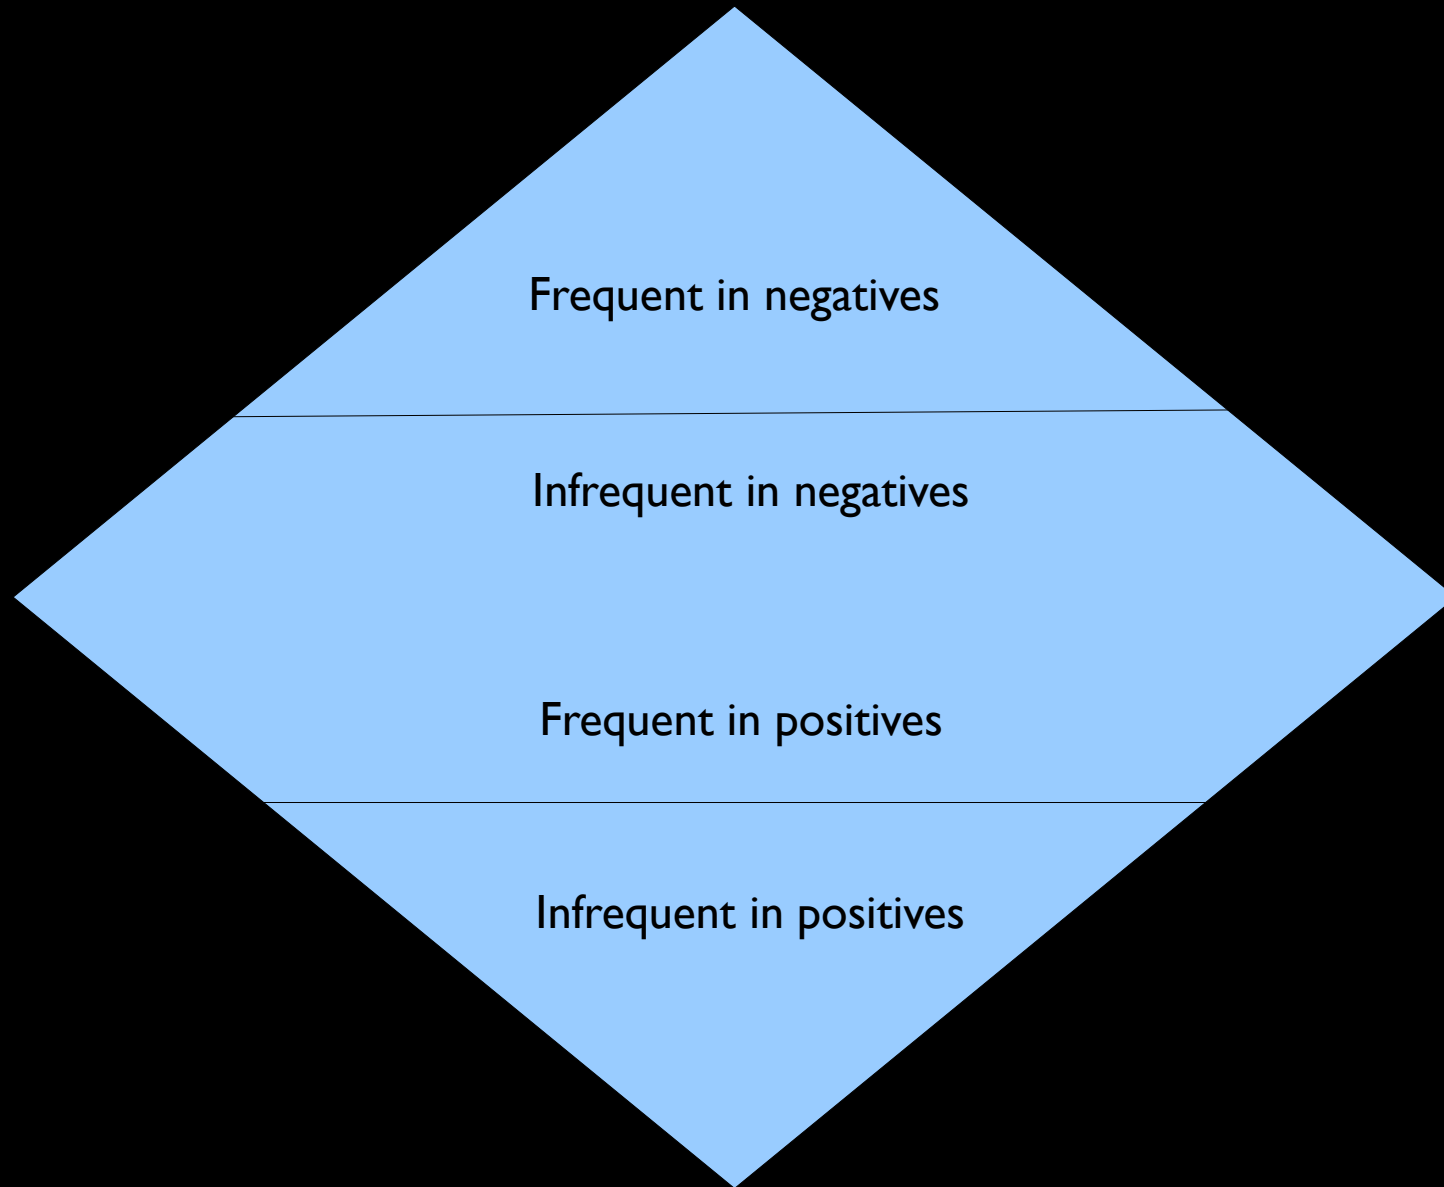 Frequent in negatives
Infrequent in negatives
Frequent in positives
Infrequent in positives